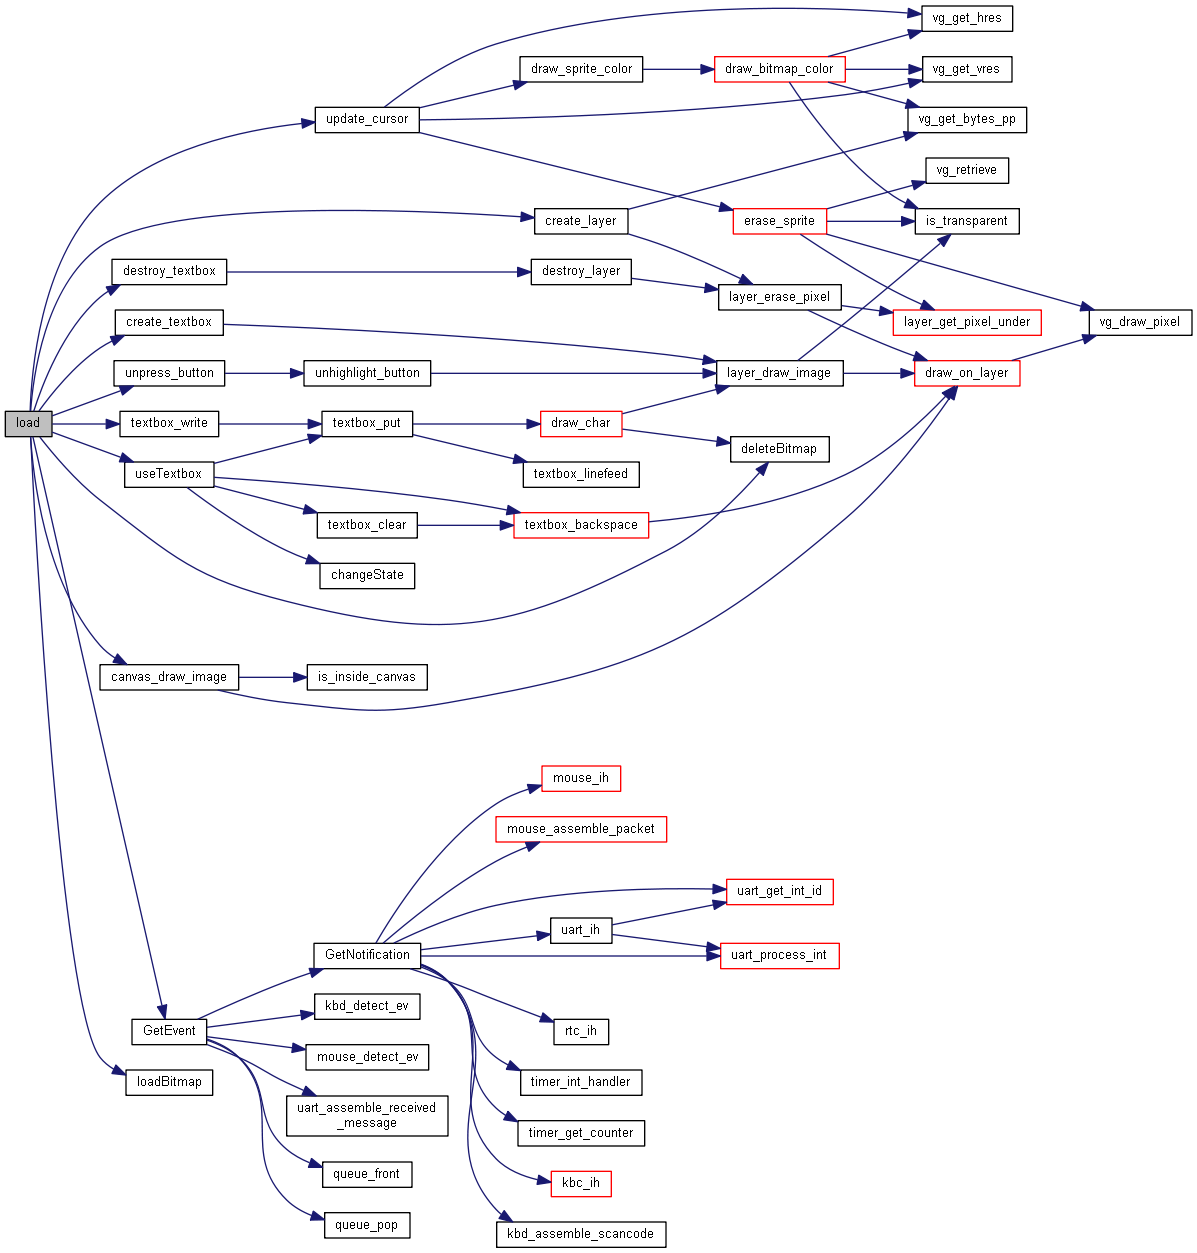 vg_get_hres
draw_sprite_color
draw_bitmap_color
vg_get_vres
update_cursor
vg_get_bytes_pp
vg_retrieve
create_layer
erase_sprite
is_transparent
destroy_textbox
destroy_layer
layer_erase_pixel
create_textbox
layer_get_pixel_under
vg_draw_pixel
unpress_button
unhighlight_button
layer_draw_image
draw_on_layer
load
textbox_write
textbox_put
draw_char
deleteBitmap
useTextbox
textbox_linefeed
textbox_clear
textbox_backspace
changeState
canvas_draw_image
is_inside_canvas
mouse_ih
mouse_assemble_packet
uart_get_int_id
uart_ih
GetNotification
uart_process_int
kbd_detect_ev
GetEvent
rtc_ih
mouse_detect_ev
loadBitmap
timer_int_handler
uart_assemble_received
_message
timer_get_counter
queue_front
kbc_ih
queue_pop
kbd_assemble_scancode